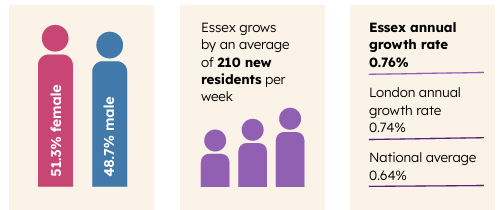 51.3% female
48.7% male
Essex grows
by an average
of 210 new
residents per
week
Essex annual
growth rate
0.76%
London annual
growth rate
0.74%
National average
0.64%